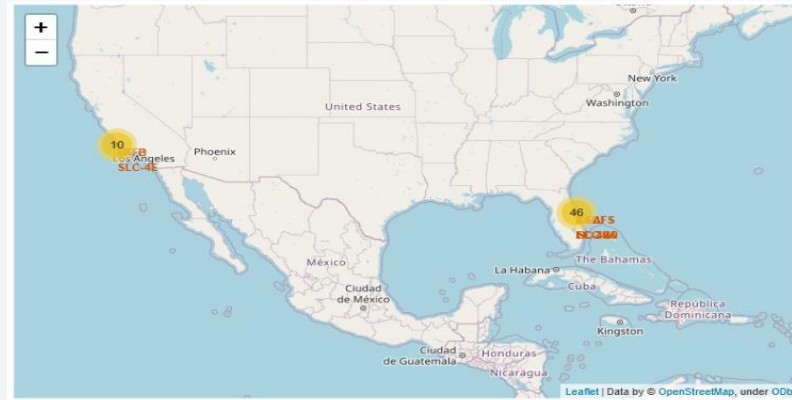 +
−
New York
Washington
United States
10
Los Angeles
SLC-4E
Phoenix
46
México
The Bahamas
La Habana
Cuba
Ciudad
de México
República
Dominicana
Kingston
Ciudad
de Guatemala
Honduras
Nicaragua
Leaflet | Data by © OpenStreetMap, under ODb